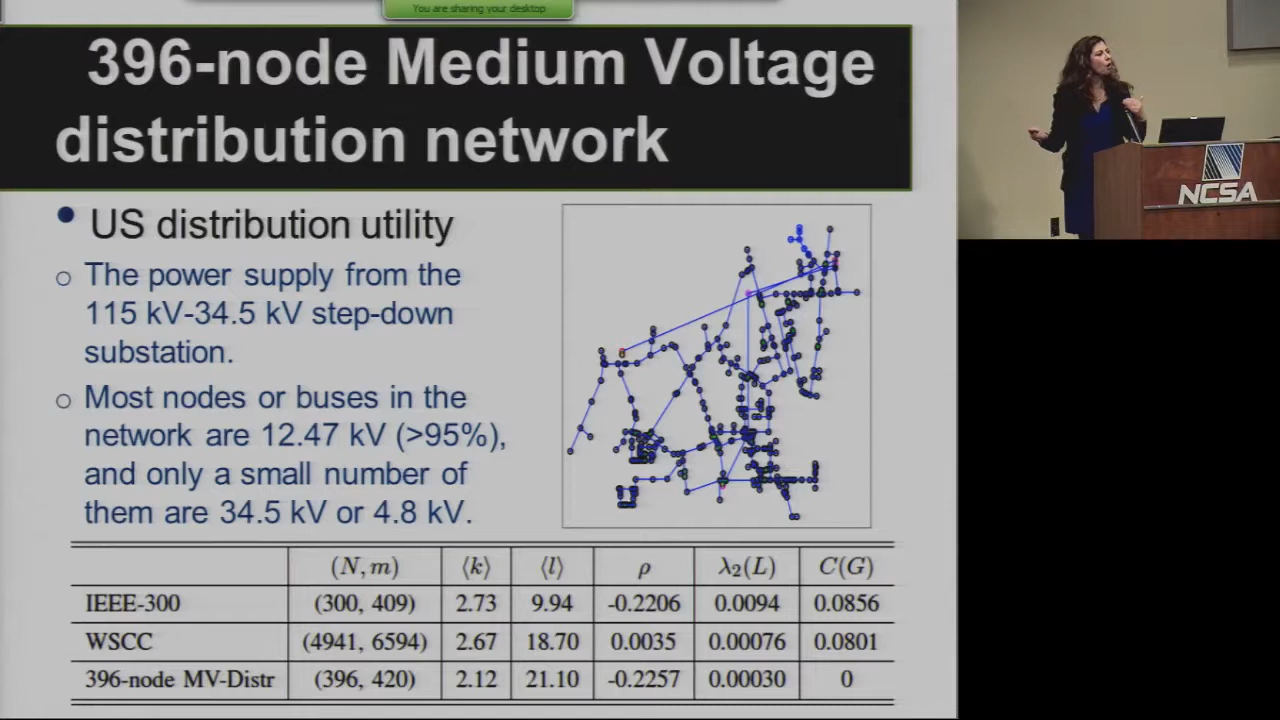 You are sharing your desktop
396-node Medium Voltage
distribution network
• US distribution utility
o The power supply from the
115 kV-34.5 kV step-down
substation.
o Most nodes or buses in the
network are 12.47 kV (>95%),
and only a small number of
them are 34.5 kV or 4.8 kV.
(N, m) ⟨k⟩ ⟨l⟩ ρ λ₂(L) C(G)
IEEE-300 (300, 409) 2.73 9.94 -0.2206 0.0094 0.0856
WSCC (4941, 6594) 2.67 18.70 0.0035 0.00076 0.0801
396-node MV-Distr (396, 420) 2.12 21.10 -0.2257 0.00030 0
NCSA